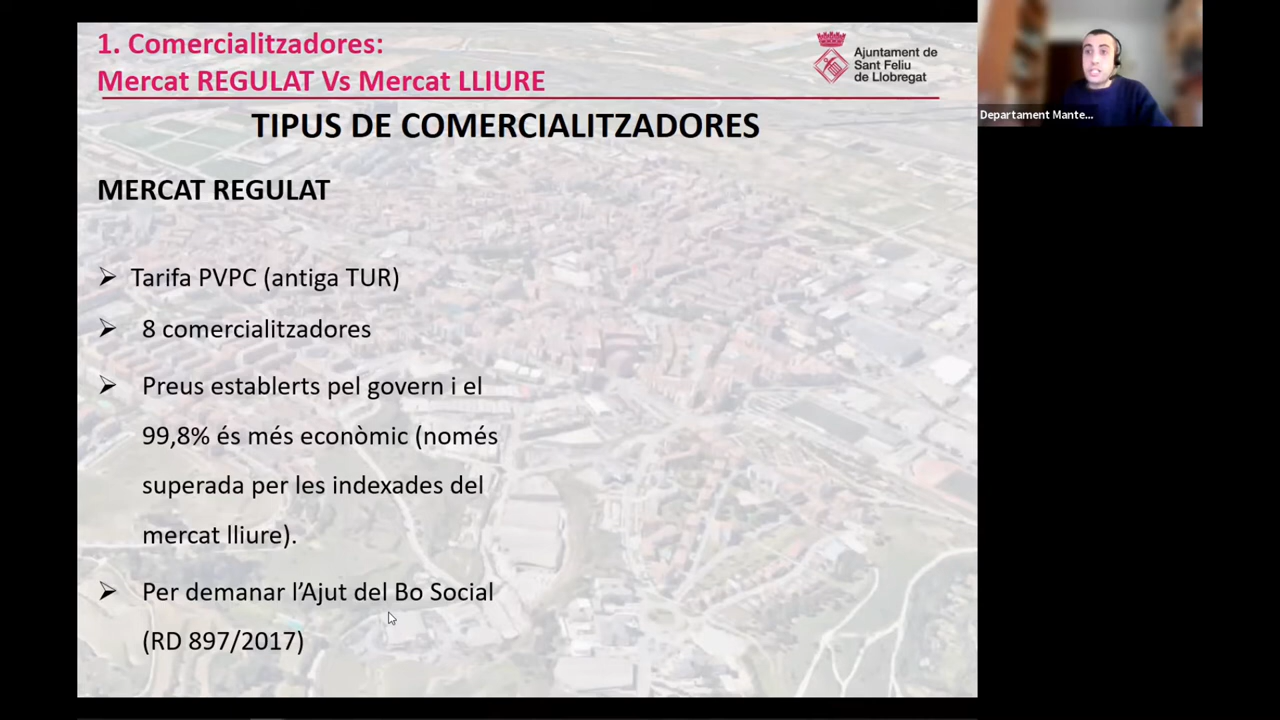 1. Comercialitzadores:
Mercat REGULAT Vs Mercat LLIURE
Ajuntament de
Sant Feliu
de Llobregat
Departament Mante...
TIPUS DE COMERCIALITZADORES
MERCAT REGULAT
➢ Tarifa PVPC (antiga TUR)
➢ 8 comercialitzadores
➢ Preus establerts pel govern i el
99,8% és més econòmic (només
superada per les indexades del
mercat lliure).
➢ Per demanar l’Ajut del Bo Social
(RD 897/2017)